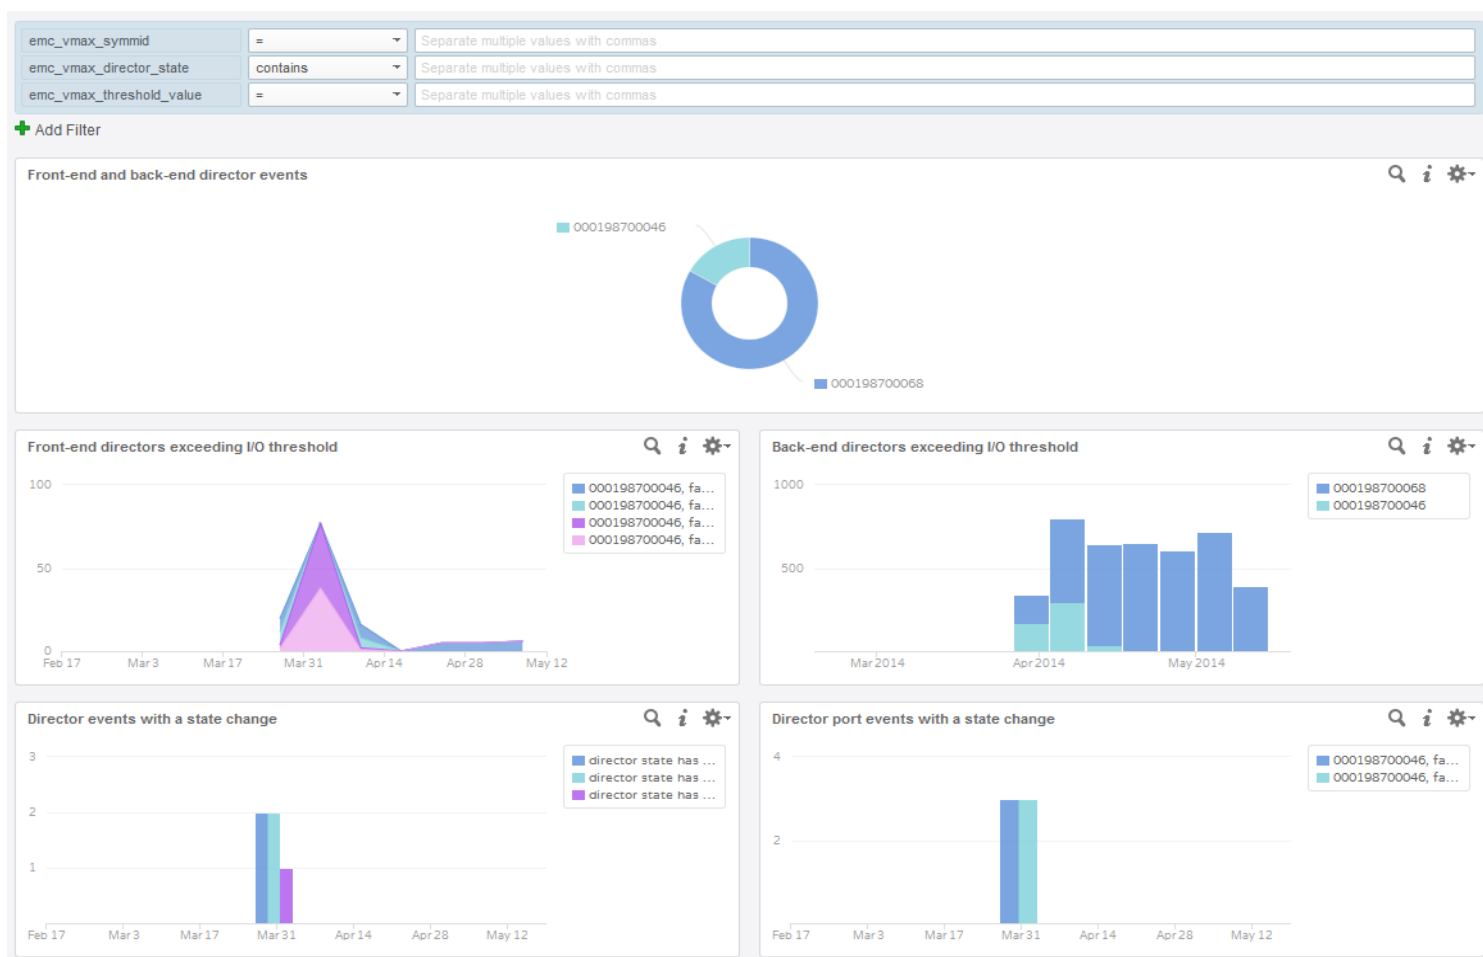 emc_vmax_symmid = Separate multiple values with commas
emc_vmax_director_state contains Separate multiple values with commas
emc_vmax_threshold_value = Separate multiple values with commas
Add Filter
Front-end and back-end director events
000198700046
000198700068
Front-end directors exceeding I/O threshold
100
50
0
Feb 17 Mar 3 Mar 17 Mar 31 Apr 14 Apr 28 May 12
000198700046, fa...
000198700046, fa...
000198700046, fa...
000198700046, fa...
Back-end directors exceeding I/O threshold
1000
500
Mar 2014 Apr 2014 May 2014
000198700068
000198700046
Director events with a state change
3
2
1
Feb 17 Mar 3 Mar 17 Mar 31 Apr 14 Apr 28 May 12
director state has ...
director state has ...
director state has ...
Director port events with a state change
4
2
Feb 17 Mar 3 Mar 17 Mar 31 Apr 14 Apr 28 May 12
000198700046, fa...
000198700046, fa...